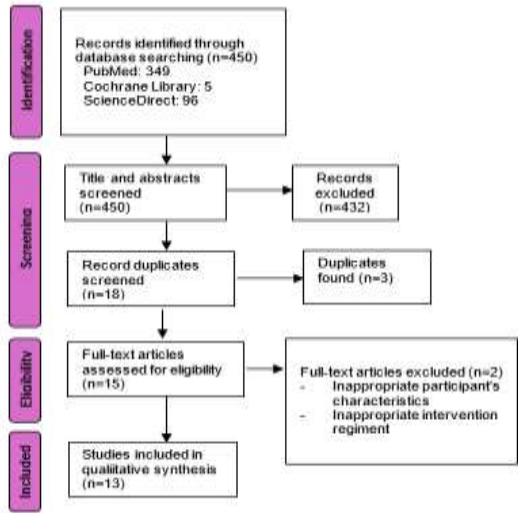 Identification
Records identified through
database searching (n=450)
PubMed: 349
Cochrane Library: 5
ScienceDirect: 96
Screening
Title and abstracts
screened
(n=450)
Records
excluded
(n=432)
Record duplicates
screened
(n=18)
Duplicates
found (n=3)
Eligibility
Full-text articles
assessed for eligibility
(n=15)
Full-text articles excluded (n=2)
- Inappropriate participant's
characteristics
- Inappropriate intervention
regiment
Included
Studies included in
qualiitative synthesis
(n=13)